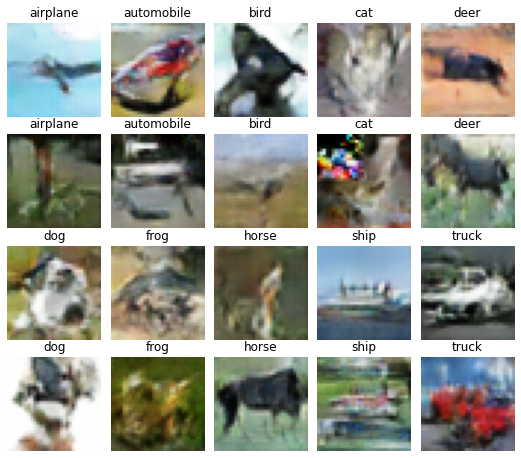 airplane automobile bird cat deer
airplane automobile bird cat deer
dog frog horse ship truck
dog frog horse ship truck